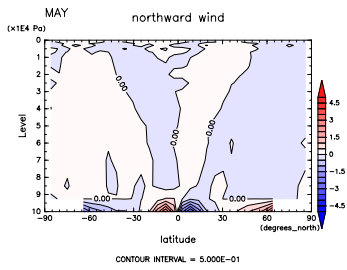 MAY
northward wind
(×1E4 Pa)
0
1
2
3
4
5
6
7
8
9
10
Level
0.00
0.00
0.00
0.00
0.00
−90 −60 −30 0 30 60 90
(degrees_north)
latitude
4.5
3
1.5
0
−1.5
−3
−4.5
CONTOUR INTERVAL = 5.000E−01